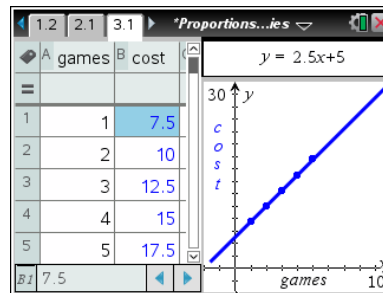 1.2 2.1 3.1 *Proportions...ies
A games B cost
=
1 1 7.5
2 2 10
3 3 12.5
4 4 15
5 5 17.5
B1 7.5
y = 2.5x+5
30 y
cost
x
games 10